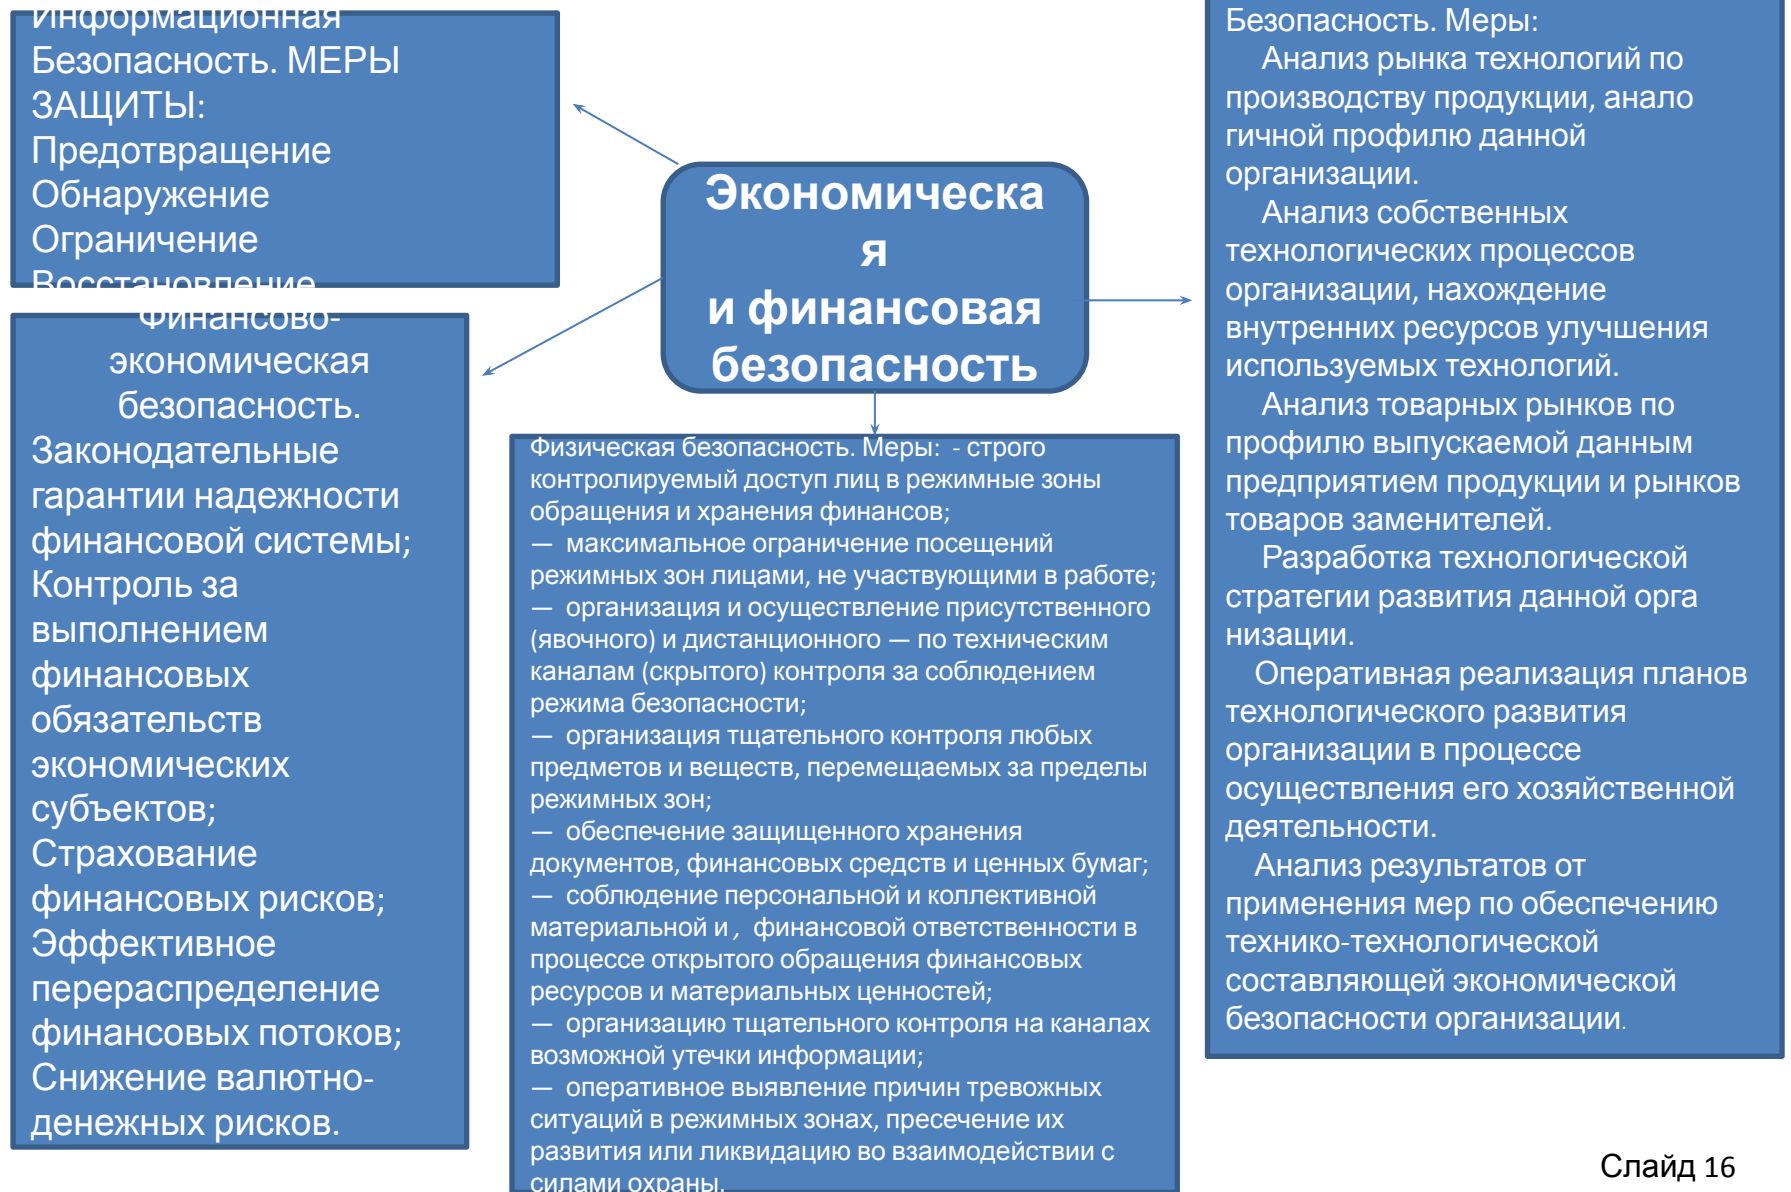 Информационная
Безопасность. МЕРЫ
ЗАЩИТЫ:
Предотвращение
Обнаружение
Ограничение
Восстановление
Финансово-
экономическая
безопасность.
Законодательные
гарантии надежности
финансовой системы;
Контроль за
выполнением
финансовых
обязательств
экономических
субъектов;
Страхование
финансовых рисков;
Эффективное
перераспределение
финансовых потоков;
Снижение валютно-
денежных рисков.
Экономическа
я
и финансовая
безопасность
Физическая безопасность. Меры: - строго
контролируемый доступ лиц в режимные зоны
обращения и хранения финансов;
— максимальное ограничение посещений
режимных зон лицами, не участвующими в работе;
— организация и осуществление присутственного
(явочного) и дистанционного — по техническим
каналам (скрытого) контроля за соблюдением
режима безопасности;
— организация тщательного контроля любых
предметов и веществ, перемещаемых за пределы
режимных зон;
— обеспечение защищенного хранения
документов, финансовых средств и ценных бумаг;
— соблюдение персональной и коллективной
материальной и , финансовой ответственности в
процессе открытого обращения финансовых
ресурсов и материальных ценностей;
— организацию тщательного контроля на каналах
возможной утечки информации;
— оперативное выявление причин тревожных
ситуаций в режимных зонах, пресечение их
развития или ликвидацию во взаимодействии с
силами охраны.
Безопасность. Меры:
Анализ рынка технологий по
производству продукции, анало
гичной профилю данной
организации.
Анализ собственных
технологических процессов
организации, нахождение
внутренних ресурсов улучшения
используемых технологий.
Анализ товарных рынков по
профилю выпускаемой данным
предприятием продукции и рынков
товаров заменителей.
Разработка технологической
стратегии развития данной орга
низации.
Оперативная реализация планов
технологического развития
организации в процессе
осуществления его хозяйственной
деятельности.
Анализ результатов от
применения мер по обеспечению
технико-технологической
составляющей экономической
безопасности организации.
Слайд 16